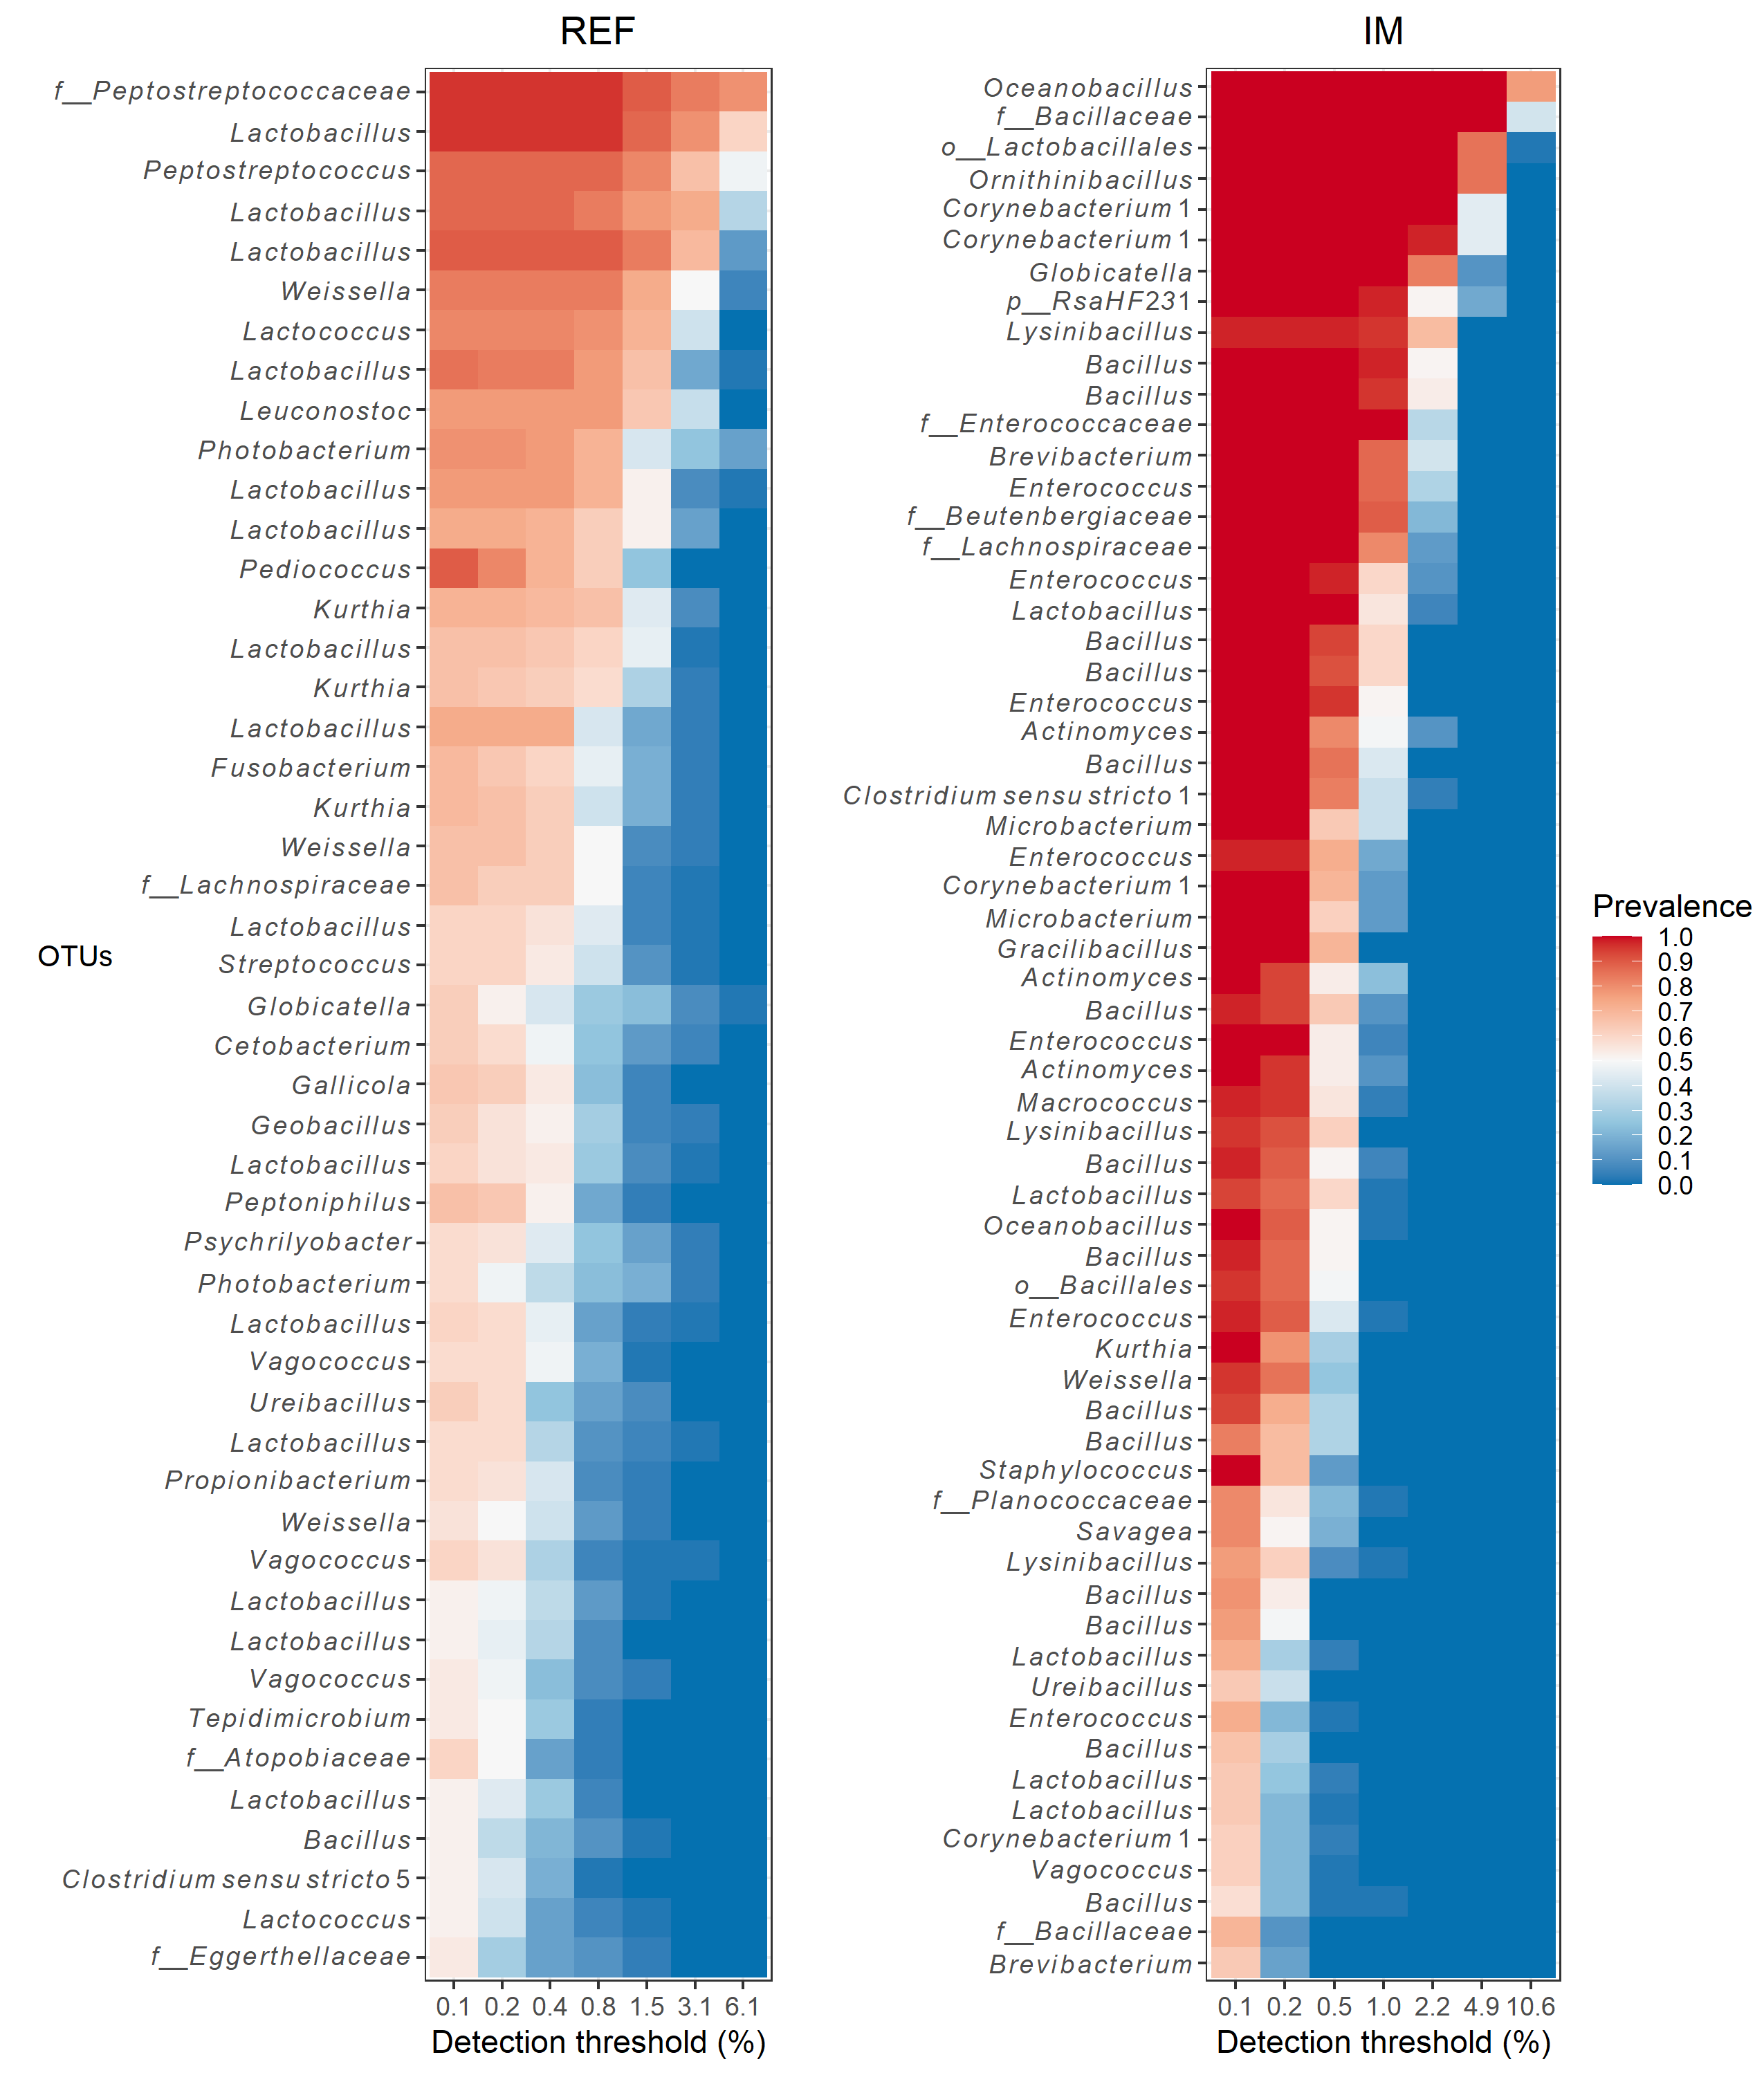 REF
f__Peptostreptococcaceae
Lactobacillus
Peptostreptococcus
Lactobacillus
Lactobacillus
Weissella
Lactococcus
Lactobacillus
Leuconostoc
Photobacterium
Lactobacillus
Lactobacillus
Pediococcus
Kurthia
Lactobacillus
Kurthia
Lactobacillus
Fusobacterium
Kurthia
Weissella
f__Lachnospiraceae
Lactobacillus
Streptococcus
Globicatella
Cetobacterium
Gallicola
Geobacillus
Lactobacillus
Peptoniphilus
Psychrilyobacter
Photobacterium
Lactobacillus
Vagococcus
Ureibacillus
Lactobacillus
Propionibacterium
Weissella
Vagococcus
Lactobacillus
Lactobacillus
Vagococcus
Tepidimicrobium
f__Atopobiaceae
Lactobacillus
Bacillus
Clostridium sensu stricto 5
Lactococcus
f__Eggerthellaceae
OTUs
0.1 0.2 0.4 0.8 1.5 3.1 6.1
Detection threshold (%)
IM
Oceanobacillus
f__Bacillaceae
o__Lactobacillales
Ornithinibacillus
Corynebacterium 1
Corynebacterium 1
Globicatella
p__RsaHF231
Lysinibacillus
Bacillus
Bacillus
f__Enterococcaceae
Brevibacterium
Enterococcus
f__Beutenbergiaceae
f__Lachnospiraceae
Enterococcus
Lactobacillus
Bacillus
Bacillus
Enterococcus
Actinomyces
Bacillus
Clostridium sensu stricto 1
Microbacterium
Enterococcus
Corynebacterium 1
Microbacterium
Gracilibacillus
Actinomyces
Bacillus
Enterococcus
Actinomyces
Macrococcus
Lysinibacillus
Bacillus
Lactobacillus
Oceanobacillus
Bacillus
o__Bacillales
Enterococcus
Kurthia
Weissella
Bacillus
Bacillus
Staphylococcus
f__Planococcaceae
Savagea
Lysinibacillus
Bacillus
Bacillus
Lactobacillus
Ureibacillus
Enterococcus
Bacillus
Lactobacillus
Lactobacillus
Corynebacterium 1
Vagococcus
Bacillus
f__Bacillaceae
Brevibacterium
0.1 0.2 0.5 1.0 2.2 4.9 10.6
Detection threshold (%)
Prevalence
1.0
0.9
0.8
0.7
0.6
0.5
0.4
0.3
0.2
0.1
0.0